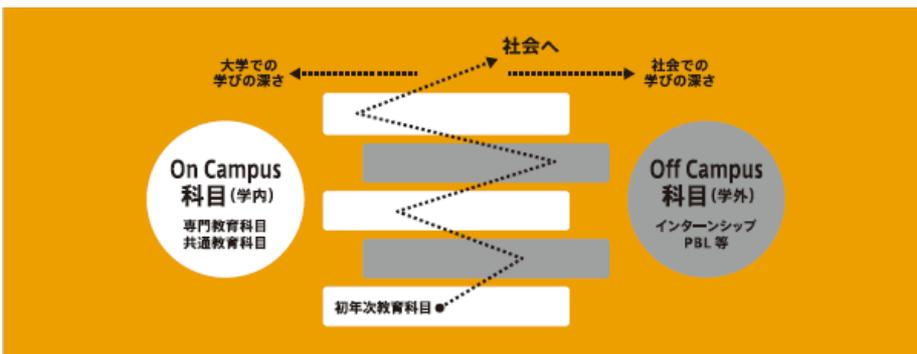 社会へ
大学での
学びの深さ
社会での
学びの深さ
On Campus
科目(学内)
専門教育科目
共通教育科目
Off Campus
科目(学外)
インターンシップ
PBL 等
初年次教育科目